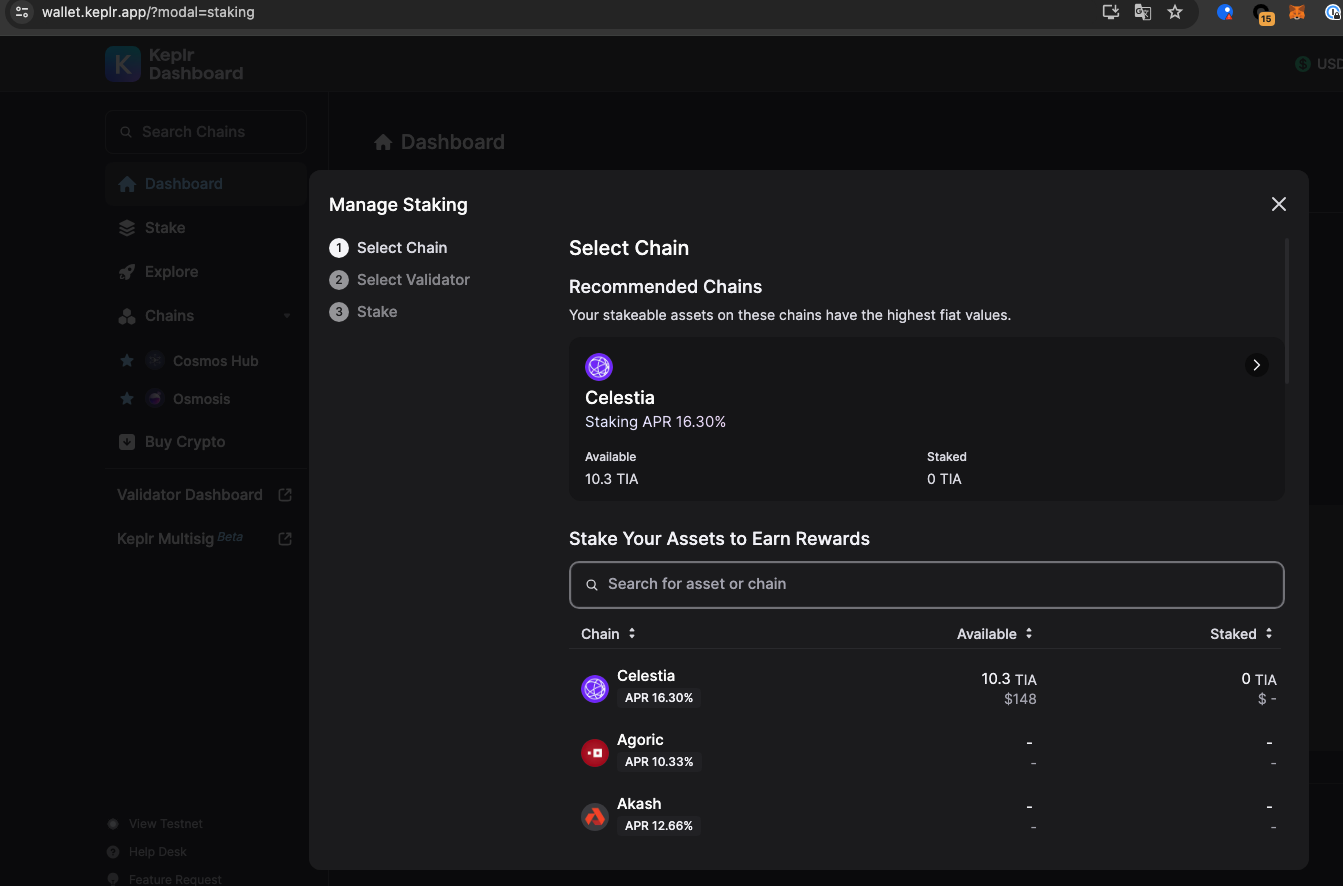 wallet.keplr.app/?modal=staking
15
Keplr
Dashboard
USD
Search Chains
Dashboard
Dashboard
Stake
Explore
Chains
Cosmos Hub
Osmosis
Buy Crypto
Validator Dashboard
Keplr Multisig Beta
View Testnet
Help Desk
Feature Request
Manage Staking
1 Select Chain
2 Select Validator
3 Stake
Select Chain
Recommended Chains
Your stakeable assets on these chains have the highest fiat values.
Celestia
Staking APR 16.30%
Available Staked
10.3 TIA 0 TIA
Stake Your Assets to Earn Rewards
Search for asset or chain
Chain Available Staked
Celestia 10.3 TIA 0 TIA
APR 16.30% $148 $ -
Agoric - -
APR 10.33% - -
Akash - -
APR 12.66% - -